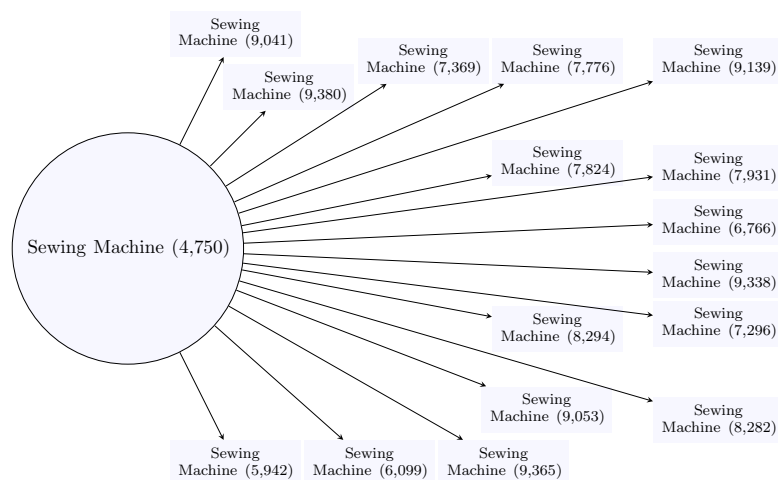 Sewing
Machine (9,041)
Sewing
Machine (9,380)
Sewing
Machine (7,369)
Sewing
Machine (7,776)
Sewing
Machine (9,139)
Sewing
Machine (7,824)
Sewing
Machine (7,931)
Sewing
Machine (6,766)
Sewing Machine (4,750)
Sewing
Machine (9,338)
Sewing
Machine (7,296)
Sewing
Machine (8,294)
Sewing
Machine (9,053)
Sewing
Machine (8,282)
Sewing
Machine (5,942)
Sewing
Machine (6,099)
Sewing
Machine (9,365)